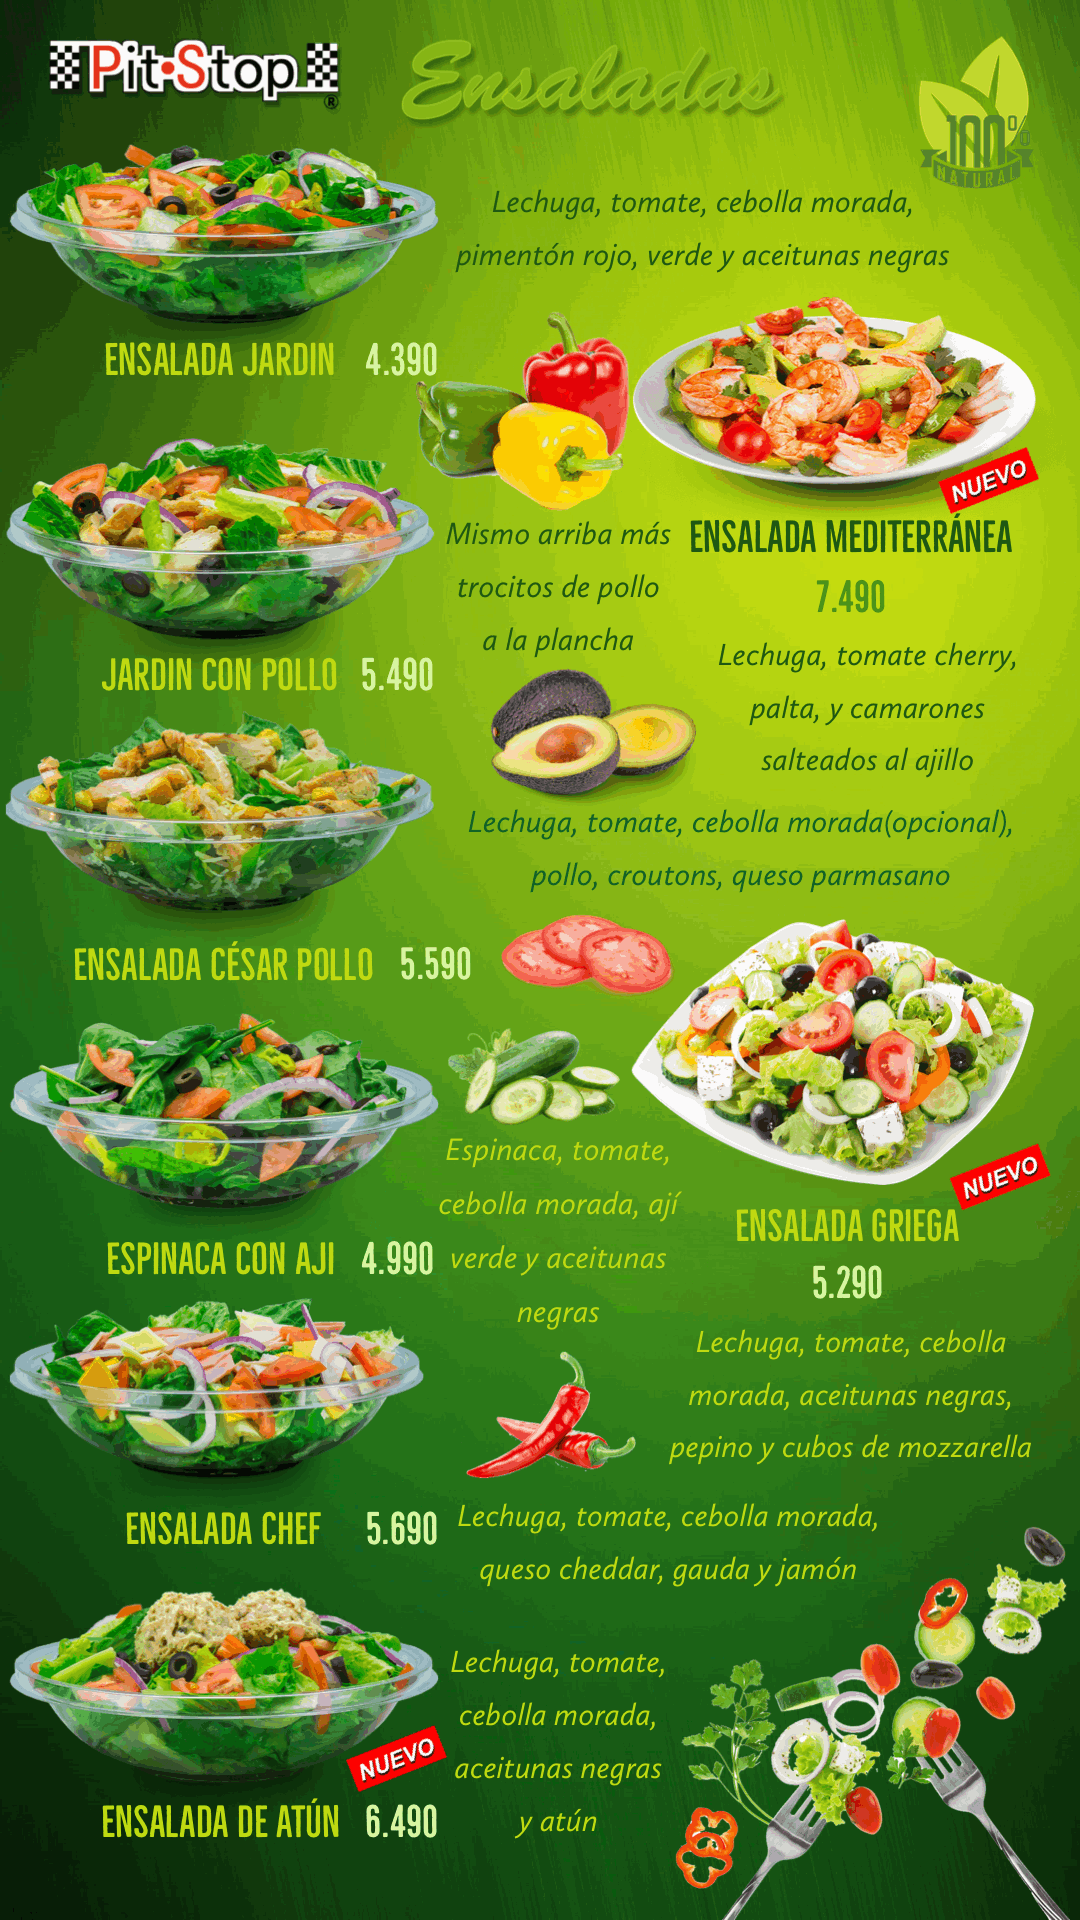 Pit•Stop
®
Ensaladas
100%
NATURAL
Lechuga, tomate, cebolla morada,
pimentón rojo, verde y aceitunas negras
ENSALADA JARDIN 4.390
NUEVO
ENSALADA MEDITERRÁNEA
7.490
Lechuga, tomate cherry,
palta, y camarones
salteados al ajillo
Mismo arriba más
trocitos de pollo
a la plancha
JARDIN CON POLLO 5.490
Lechuga, tomate, cebolla morada(opcional),
pollo, croutons, queso parmasano
ENSALADA CÉSAR POLLO 5.590
Espinaca, tomate,
cebolla morada, ají
verde y aceitunas
negras
ESPINACA CON AJI 4.990
NUEVO
ENSALADA GRIEGA
5.290
Lechuga, tomate, cebolla
morada, aceitunas negras,
pepino y cubos de mozzarella
ENSALADA CHEF 5.690
Lechuga, tomate, cebolla morada,
queso cheddar, gauda y jamón
Lechuga, tomate,
cebolla morada,
aceitunas negras
y atún
NUEVO
ENSALADA DE ATÚN 6.490